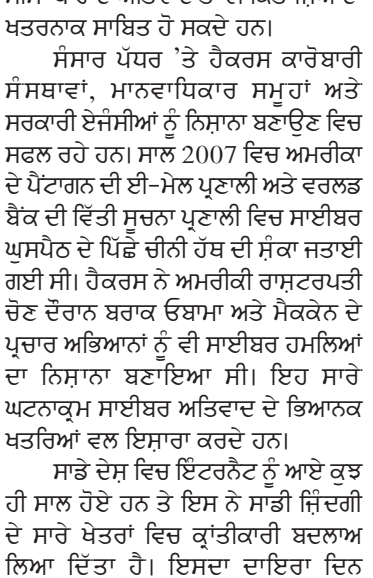 ਖਤਰਨਾਕ ਸਾਬਿਤ ਹੋ ਸਕਦੇ ਹਨ।
ਸੰਸਾਰ ਪੱਧਰ ’ਤੇ ਹੈਕਰਸ ਕਾਰੋਬਾਰੀ
ਸੰਸਥਾਵਾਂ, ਮਾਨਵਾਧਿਕਾਰ ਸਮੂਹਾਂ ਅਤੇ
ਸਰਕਾਰੀ ਏਜੰਸੀਆਂ ਨੂੰ ਨਿਸ਼ਾਨਾ ਬਣਾਉਣ ਵਿਚ
ਸਫਲ ਰਹੇ ਹਨ। ਸਾਲ 2007 ਵਿਚ ਅਮਰੀਕਾ
ਦੇ ਪੈਂਟਾਗਨ ਦੀ ਈ-ਮੇਲ ਪ੍ਰਣਾਲੀ ਅਤੇ ਵਰਲਡ
ਬੈਂਕ ਦੀ ਵਿੱਤੀ ਸੂਚਨਾ ਪ੍ਰਣਾਲੀ ਵਿਚ ਸਾਈਬਰ
ਘੁਸਪੈਠ ਦੇ ਪਿੱਛੇ ਚੀਨੀ ਹੱਥ ਦੀ ਸ਼ੰਕਾ ਜਤਾਈ
ਗਈ ਸੀ। ਹੈਕਰਸ ਨੇ ਅਮਰੀਕੀ ਰਾਸ਼ਟਰਪਤੀ
ਚੋਣ ਦੌਰਾਨ ਬਰਾਕ ਓਬਾਮਾ ਅਤੇ ਮੈਕਕੇਨ ਦੇ
ਪ੍ਰਚਾਰ ਅਭਿਆਨਾਂ ਨੂੰ ਵੀ ਸਾਈਬਰ ਹਮਲਿਆਂ
ਦਾ ਨਿਸ਼ਾਨਾ ਬਣਾਇਆ ਸੀ। ਇਹ ਸਾਰੇ
ਘਟਨਾਕ੍ਰਮ ਸਾਈਬਰ ਅਤਿਵਾਦ ਦੇ ਭਿਆਨਕ
ਖਤਰਿਆਂ ਵਲ ਇਸ਼ਾਰਾ ਕਰਦੇ ਹਨ।
ਸਾਡੇ ਦੇਸ਼ ਵਿਚ ਇੰਟਰਨੈਟ ਨੂੰ ਆਏ ਕੁਝ
ਹੀ ਸਾਲ ਹੋਏ ਹਨ ਤੇ ਇਸ ਨੇ ਸਾਡੀ ਜ਼ਿੰਦਗੀ
ਦੇ ਸਾਰੇ ਖੇਤਰਾਂ ਵਿਚ ਕ੍ਰਾਂਤੀਕਾਰੀ ਬਦਲਾਅ
ਲਿਆ ਦਿੱਤਾ ਹੈ। ਇਸਦਾ ਦਾਇਰਾ ਦਿਨ